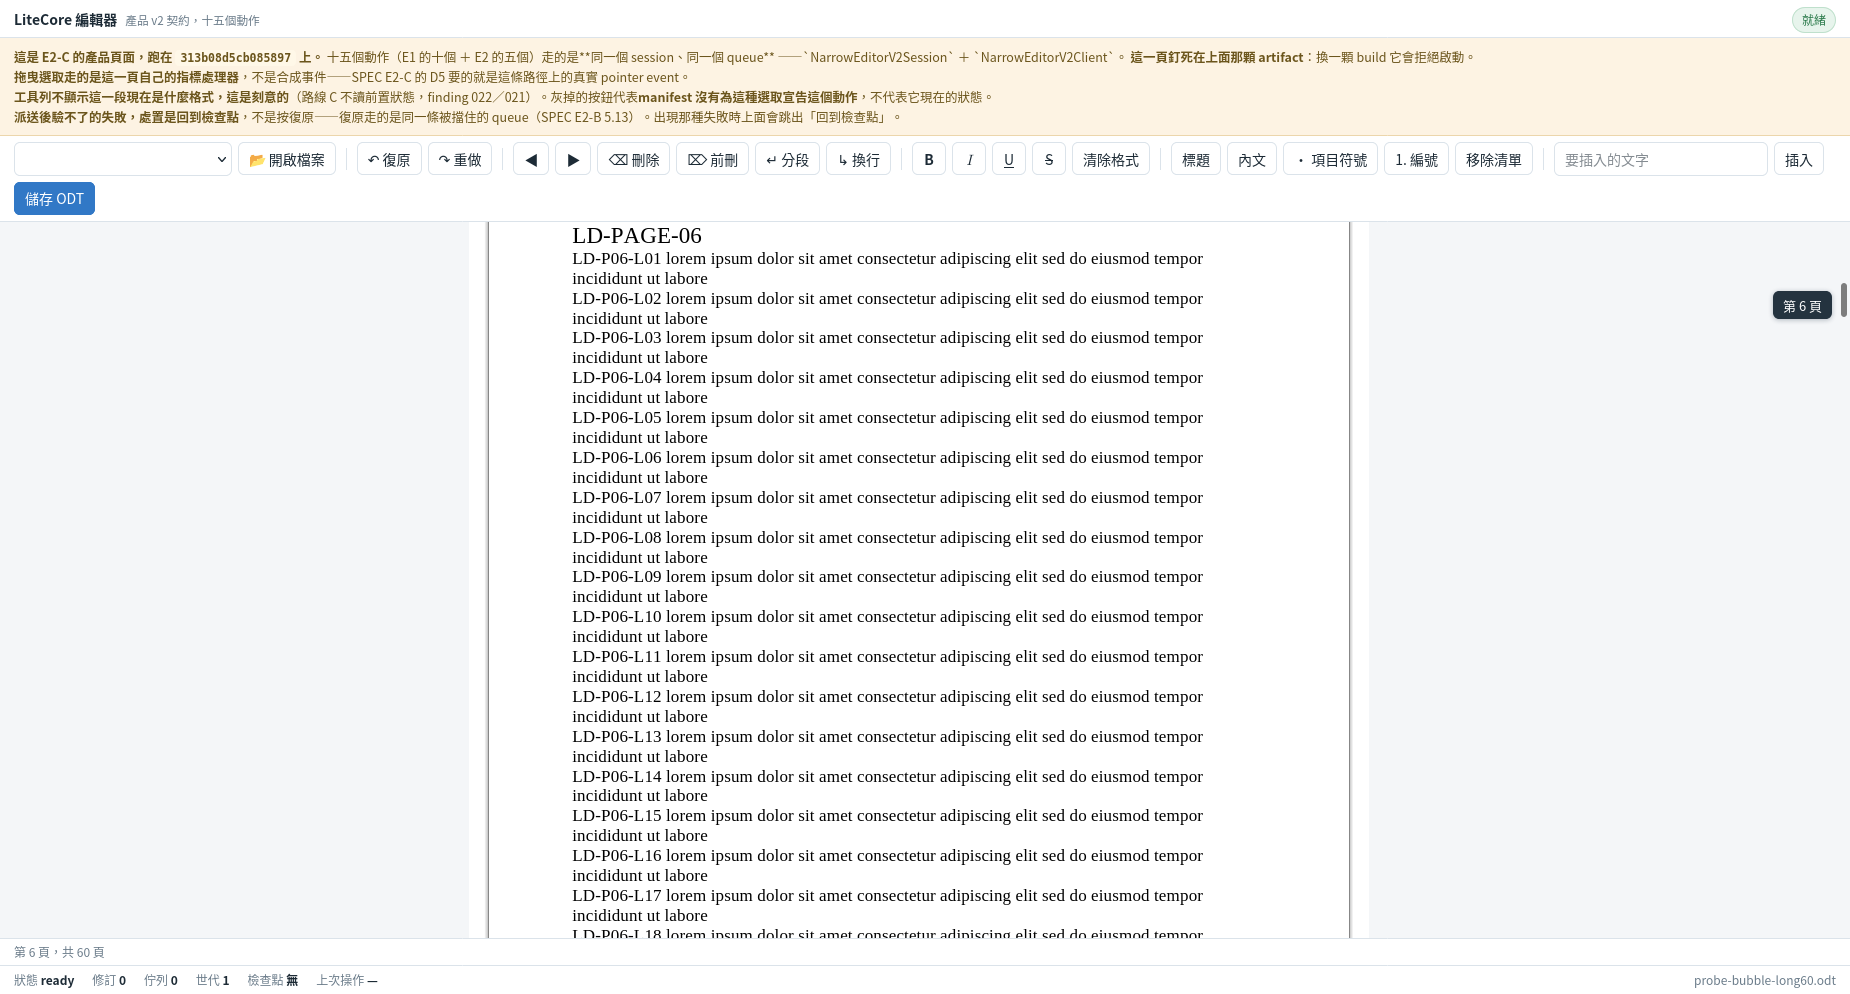 LiteCore 編輯器 產品 v2 契約，十五個動作 就緒
這是 E2-C 的產品頁面，跑在 313b08d5cb085897 上。 十五個動作（E1 的十個 ＋ E2 的五個）走的是**同一個 session、同一個 queue** ——`NarrowEditorV2Session` ＋ `NarrowEditorV2Client`。 這一頁釘死在上面那顆 artifact：換一顆 build 它會拒絕啟動。
拖曳選取走的是這一頁自己的指標處理器，不是合成事件——SPEC E2-C 的 D5 要的就是這條路徑上的真實 pointer event。
工具列不顯示這一段現在是什麼格式，這是刻意的（路線 C 不讀前置狀態，finding 022／021）。灰掉的按鈕代表manifest 沒有為這種選取宣告這個動作，不代表它現在的狀態。
派送後驗不了的失敗，處置是回到檢查點，不是按復原——復原走的是同一條被擋住的 queue（SPEC E2-B 5.13）。出現那種失敗時上面會跳出「回到檢查點」。
📂 開啟檔案 ↶ 復原 ↷ 重做 ◀ ▶ ⌫ 刪除 ⌦ 前刪 ↵ 分段 ↳ 換行 B I U S 清除格式 標題 內文 • 項目符號 1. 編號 移除清單 要插入的文字 插入
儲存 ODT
LD-PAGE-06
LD-P06-L01 lorem ipsum dolor sit amet consectetur adipiscing elit sed do eiusmod tempor
incididunt ut labore
LD-P06-L02 lorem ipsum dolor sit amet consectetur adipiscing elit sed do eiusmod tempor
incididunt ut labore
LD-P06-L03 lorem ipsum dolor sit amet consectetur adipiscing elit sed do eiusmod tempor
incididunt ut labore
LD-P06-L04 lorem ipsum dolor sit amet consectetur adipiscing elit sed do eiusmod tempor
incididunt ut labore
LD-P06-L05 lorem ipsum dolor sit amet consectetur adipiscing elit sed do eiusmod tempor
incididunt ut labore
LD-P06-L06 lorem ipsum dolor sit amet consectetur adipiscing elit sed do eiusmod tempor
incididunt ut labore
LD-P06-L07 lorem ipsum dolor sit amet consectetur adipiscing elit sed do eiusmod tempor
incididunt ut labore
LD-P06-L08 lorem ipsum dolor sit amet consectetur adipiscing elit sed do eiusmod tempor
incididunt ut labore
LD-P06-L09 lorem ipsum dolor sit amet consectetur adipiscing elit sed do eiusmod tempor
incididunt ut labore
LD-P06-L10 lorem ipsum dolor sit amet consectetur adipiscing elit sed do eiusmod tempor
incididunt ut labore
LD-P06-L11 lorem ipsum dolor sit amet consectetur adipiscing elit sed do eiusmod tempor
incididunt ut labore
LD-P06-L12 lorem ipsum dolor sit amet consectetur adipiscing elit sed do eiusmod tempor
incididunt ut labore
LD-P06-L13 lorem ipsum dolor sit amet consectetur adipiscing elit sed do eiusmod tempor
incididunt ut labore
LD-P06-L14 lorem ipsum dolor sit amet consectetur adipiscing elit sed do eiusmod tempor
incididunt ut labore
LD-P06-L15 lorem ipsum dolor sit amet consectetur adipiscing elit sed do eiusmod tempor
incididunt ut labore
LD-P06-L16 lorem ipsum dolor sit amet consectetur adipiscing elit sed do eiusmod tempor
incididunt ut labore
LD-P06-L17 lorem ipsum dolor sit amet consectetur adipiscing elit sed do eiusmod tempor
incididunt ut labore
LD-P06-L18 lorem ipsum dolor sit amet consectetur adipiscing elit sed do eiusmod tempor
第 6 頁
第 6 頁，共 60 頁
狀態 ready 修訂 0 佇列 0 世代 1 檢查點 無 上次操作 — probe-bubble-long60.odt